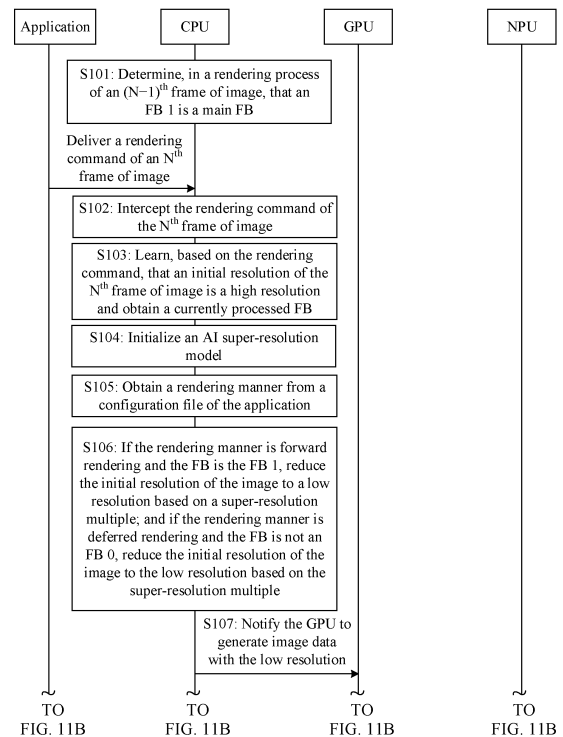 Application CPU GPU NPU
S101: Determine, in a rendering process
of an (N−1)th frame of image, that an
FB 1 is a main FB
Deliver a rendering
command of an Nth
frame of image
S102: Intercept the rendering command of
the Nth frame of image
S103: Learn, based on the rendering
command, that an initial resolution of the
Nth frame of image is a high resolution
and obtain a currently processed FB
S104: Initialize an AI super-resolution
model
S105: Obtain a rendering manner from a
configuration file of the application
S106: If the rendering manner is forward
rendering and the FB is the FB 1, reduce
the initial resolution of the image to a low
resolution based on a super-resolution
multiple; and if the rendering manner is
deferred rendering and the FB is not an
FB 0, reduce the initial resolution of the
image to the low resolution based on the
super-resolution multiple
S107: Notify the GPU to
generate image data
with the low resolution
TO TO TO TO
FIG. 11B FIG. 11B FIG. 11B FIG. 11B